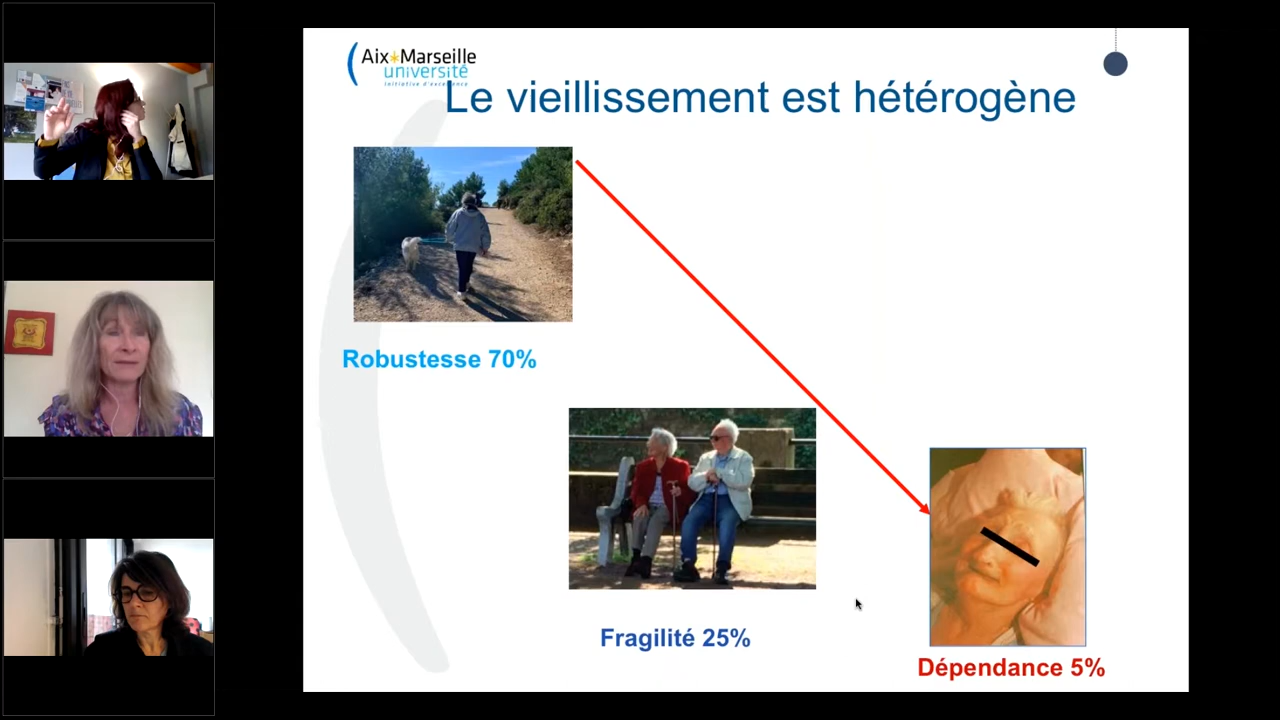 Aix★Marseille
université
Initiative d'excellence
Le vieillissement est hétérogène
Robustesse 70%
Fragilité 25%
Dépendance 5%